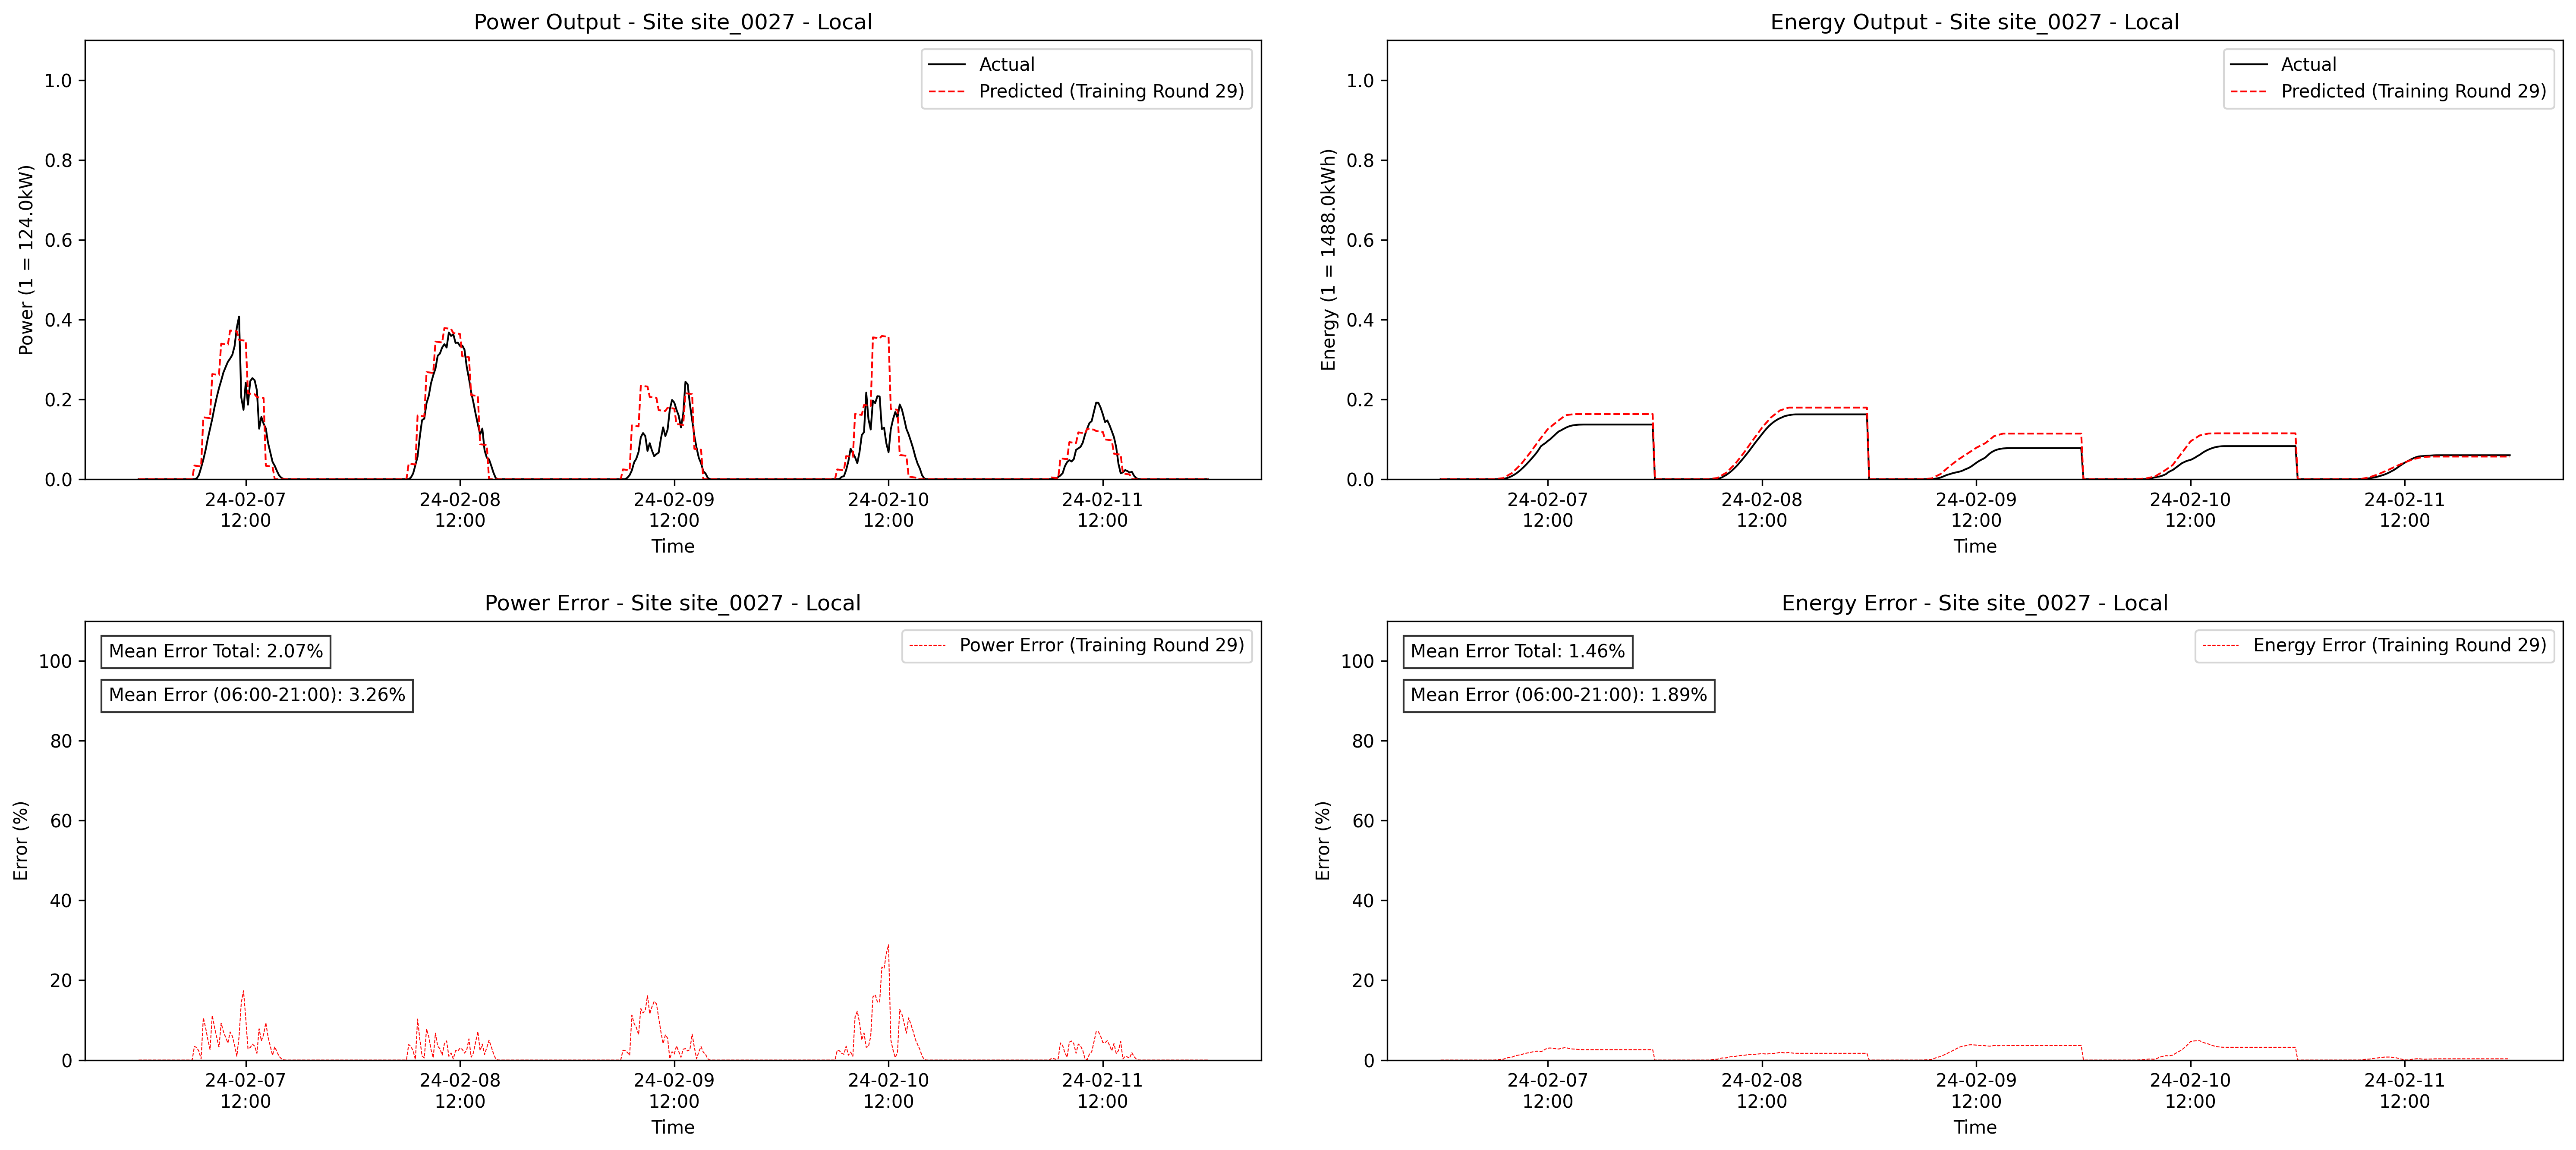 Power Output - Site site_0027 - Local
Power (1 = 124.0kW)
1.0
0.8
0.6
0.4
0.2
0.0
Actual
Predicted (Training Round 29)
24-02-07
12:00
24-02-08
12:00
24-02-09
12:00
24-02-10
12:00
24-02-11
12:00
Time
Energy Output - Site site_0027 - Local
Energy (1 = 1488.0kWh)
1.0
0.8
0.6
0.4
0.2
0.0
Actual
Predicted (Training Round 29)
24-02-07
12:00
24-02-08
12:00
24-02-09
12:00
24-02-10
12:00
24-02-11
12:00
Time
Power Error - Site site_0027 - Local
Error (%)
100
80
60
40
20
0
Mean Error Total: 2.07%
Mean Error (06:00-21:00): 3.26%
Power Error (Training Round 29)
24-02-07
12:00
24-02-08
12:00
24-02-09
12:00
24-02-10
12:00
24-02-11
12:00
Time
Energy Error - Site site_0027 - Local
Error (%)
100
80
60
40
20
0
Mean Error Total: 1.46%
Mean Error (06:00-21:00): 1.89%
Energy Error (Training Round 29)
24-02-07
12:00
24-02-08
12:00
24-02-09
12:00
24-02-10
12:00
24-02-11
12:00
Time